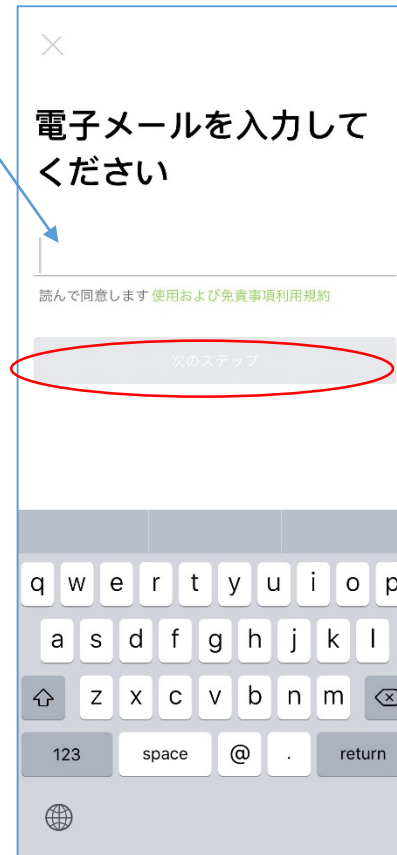 電子メールを入力して
ください
読んで同意します 使用および免責事項利用規約
次のステップ
q w e r t y u i o p
a s d f g h j k l
z x c v b n m
123 space @ . return